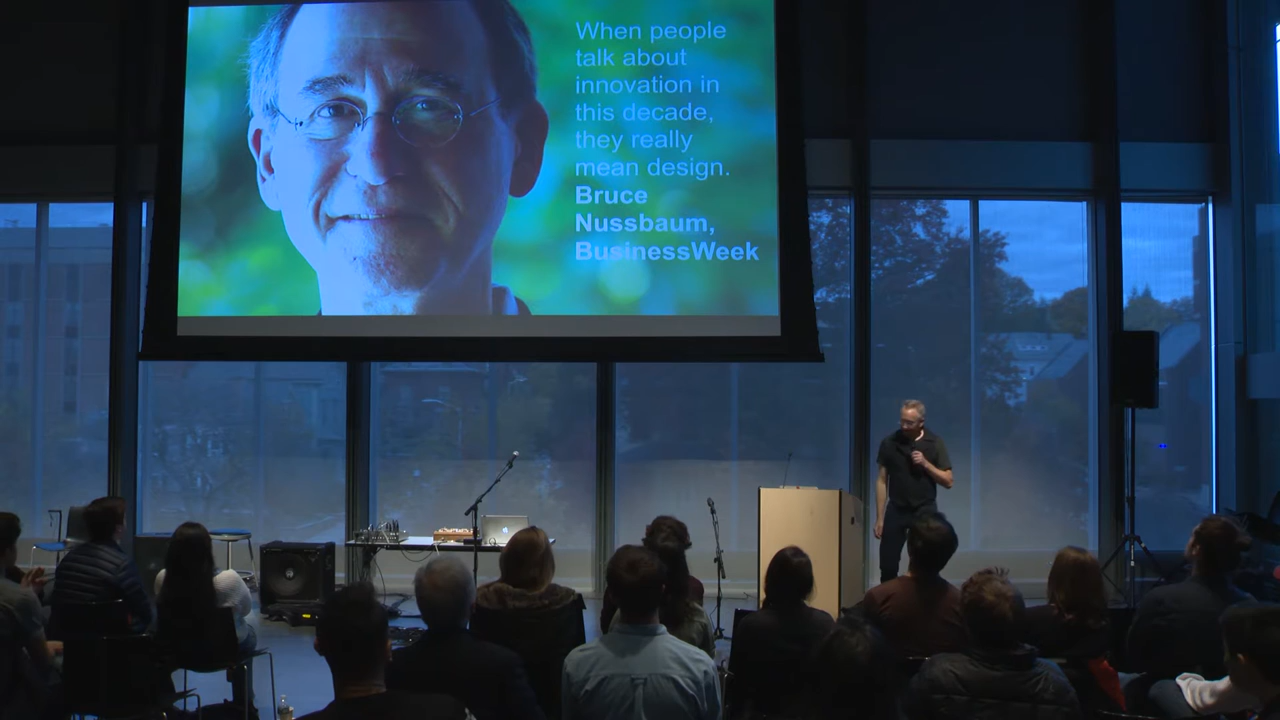 When people
talk about
innovation in
this decade,
they really
mean design.
Bruce
Nussbaum,
BusinessWeek